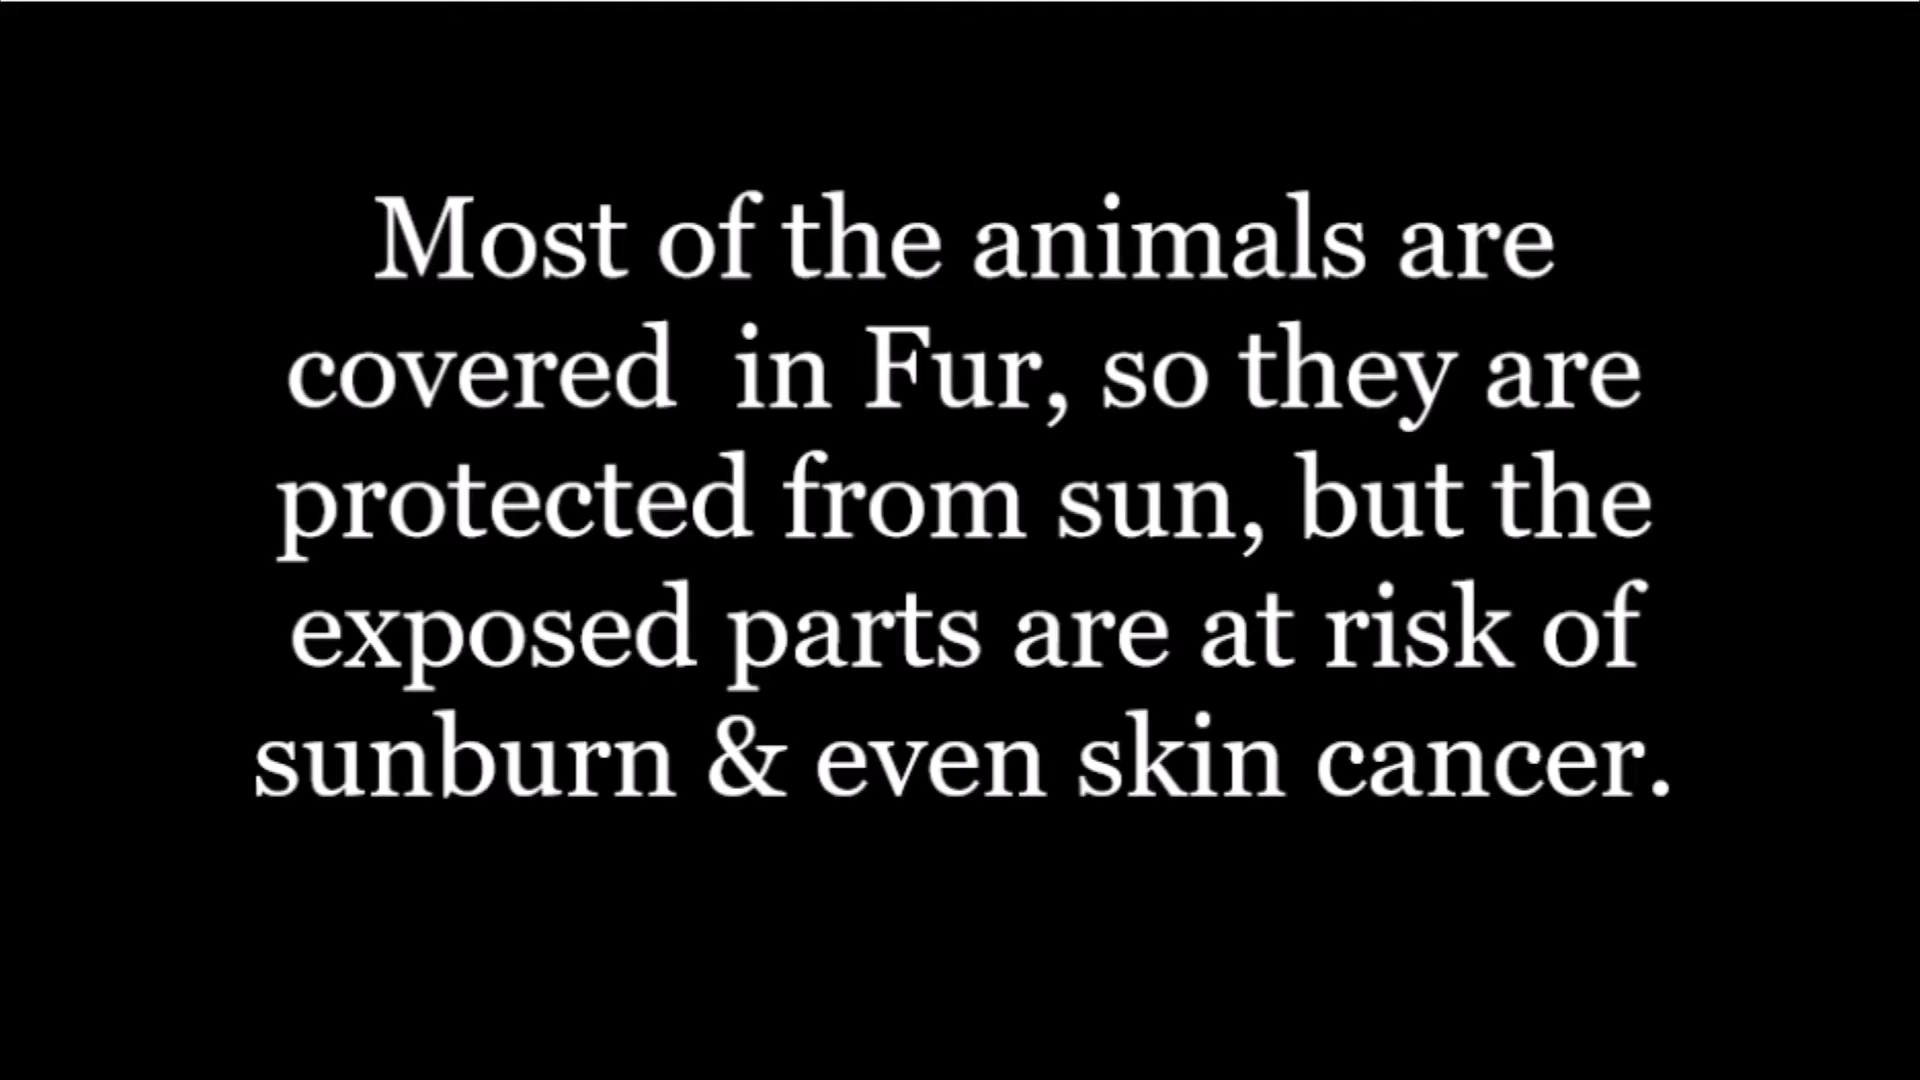 Most of the animals are
covered  in Fur, so they are
protected from sun, but the
exposed parts are at risk of
sunburn & even skin cancer.